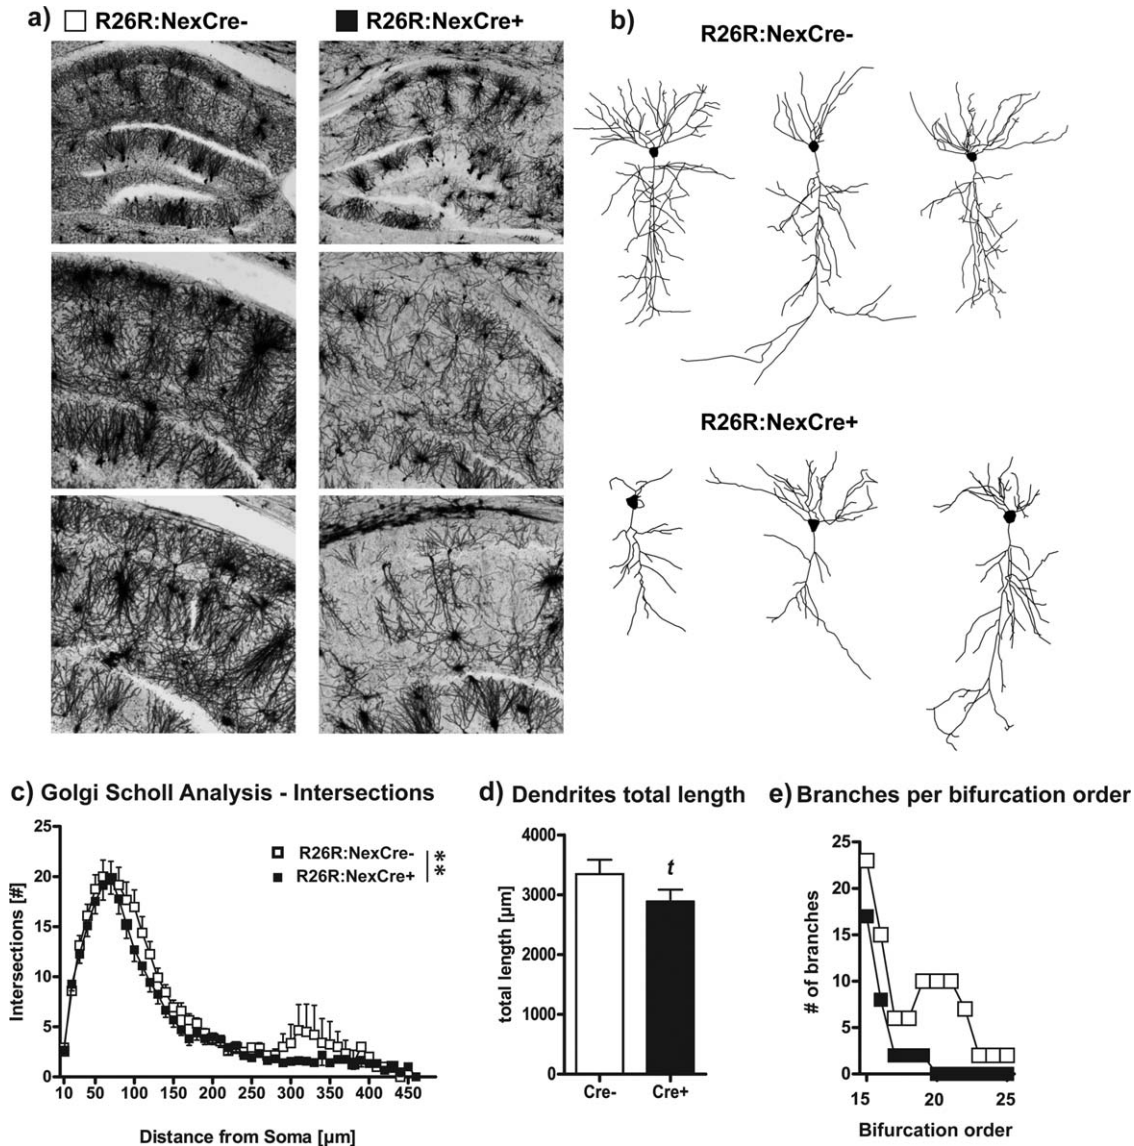 a) R26R:NexCre- R26R:NexCre+
b)
R26R:NexCre-
R26R:NexCre+
c) Golgi Scholl Analysis - Intersections
25
20
15
10
5
0
Intersections [#]
R26R:NexCre-
R26R:NexCre+
**
10 50 100 150 200 250 300 350 400 450
Distance from Soma [µm]
d) Dendrites total length
4000
3000
2000
1000
0
total length [µm]
t
Cre- Cre+
e) Branches per bifurcation order
25
20
15
10
5
0
# of branches
15 20 25
Bifurcation order